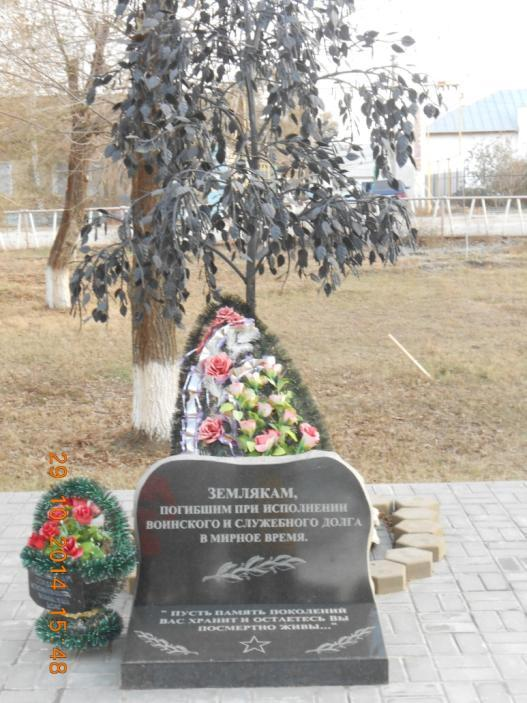 ЗЕМЛЯКАМ,
ПОГИБШИМ ПРИ ИСПОЛНЕНИИ
ВОИНСКОГО И СЛУЖЕБНОГО ДОЛГА
В МИРНОЕ ВРЕМЯ.
" ПУСТЬ ПАМЯТЬ ПОКОЛЕНИЙ
ВАС ХРАНИТ И ОСТАЕТЕСЬ ВЫ
ПОСМЕРТНО ЖИВЫ..."
29 10 2014 15 48